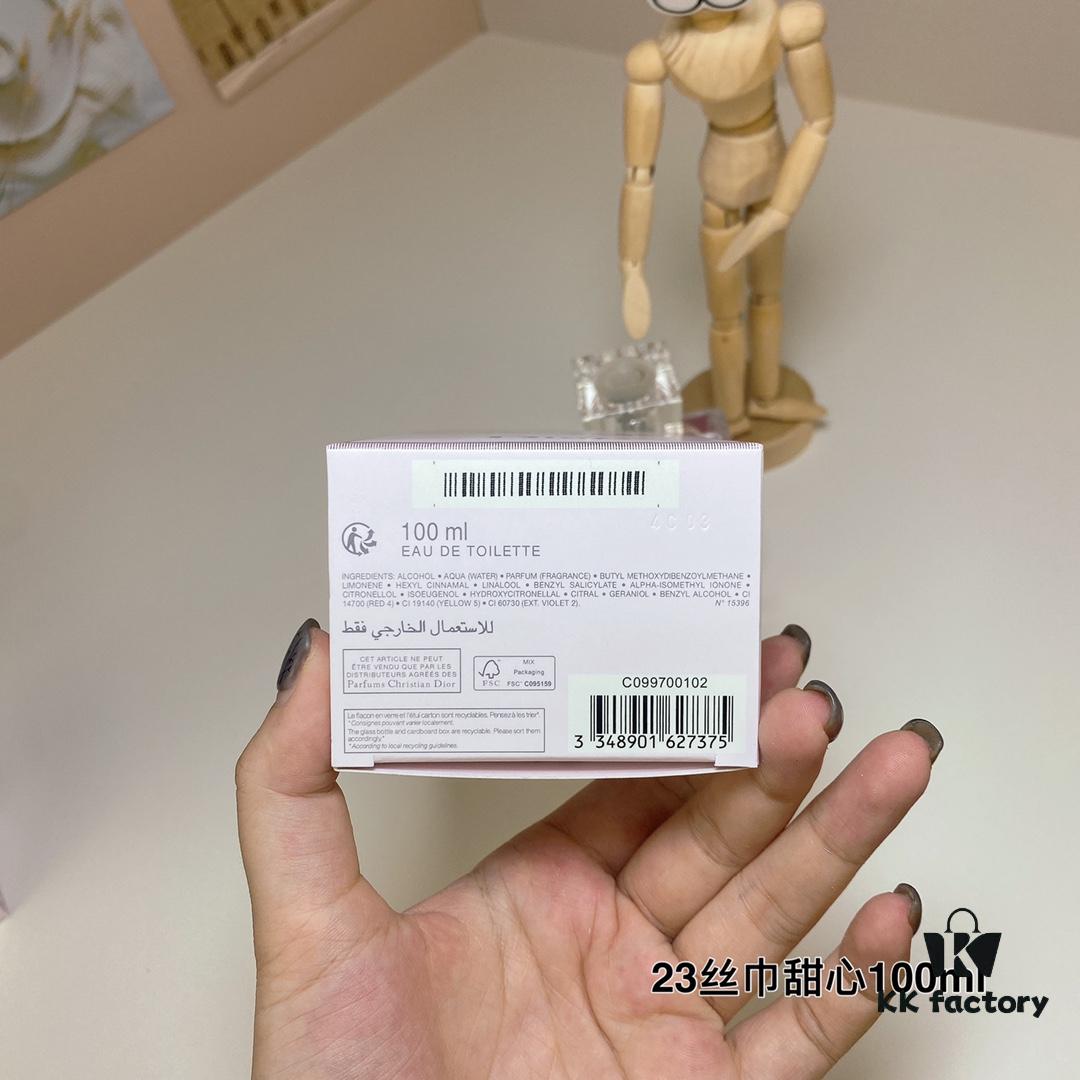 4C 03
100 ml
EAU DE TOILETTE
INGREDIENTS: ALCOHOL • AQUA (WATER) • PARFUM (FRAGRANCE) • BUTYL METHOXYDIBENZOYLMETHANE •
LIMONENE • HEXYL CINNAMAL • LINALOOL • BENZYL SALICYLATE • ALPHA-ISOMETHYL IONONE •
CITRONELLOL • ISOEUGENOL • HYDROXYCITRONELLAL • CITRAL • GERANIOL • BENZYL ALCOHOL • CI
14700 (RED 4) • CI 19140 (YELLOW 5) • CI 60730 (EXT. VIOLET 2).
N° 15396
للاستعمال الخارجي فقط
CET ARTICLE NE PEUT
ÊTRE VENDU QUE PAR LES
DISTRIBUTEURS AGRÉÉS DES
Parfums Christian Dior
FSC
MIX
Packaging
FSC™ C095159
Le flacon en verre et l'étui carton sont recyclables. Pensez à les trier*.
*Consignes pouvant varier localement.
The glass bottle and cardboard box are recyclable. Please sort them
accordingly.*
*According to local recycling guidelines.
C099700102
3 348901 627375
23丝巾甜心100ml
KK factory